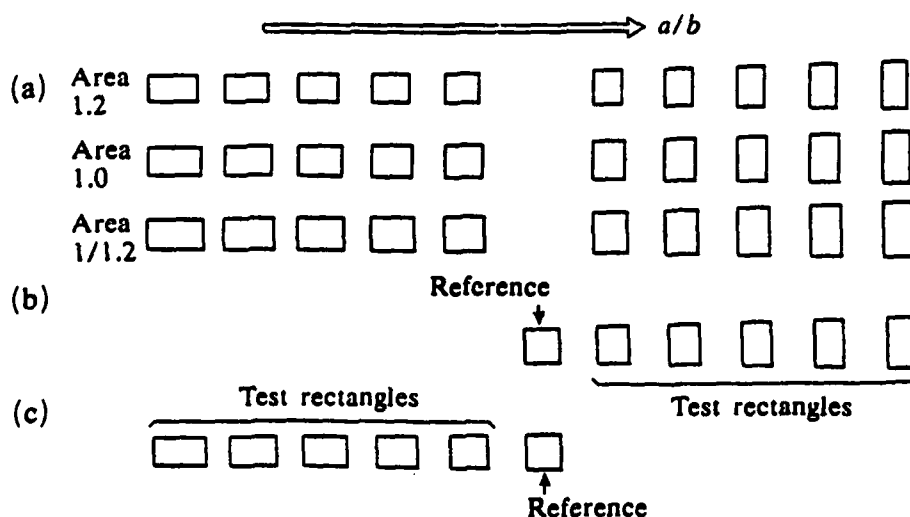 a/b
(a) Area 1.2
Area 1.0
Area 1/1.2
(b) Reference
Test rectangles
(c) Test rectangles
Reference